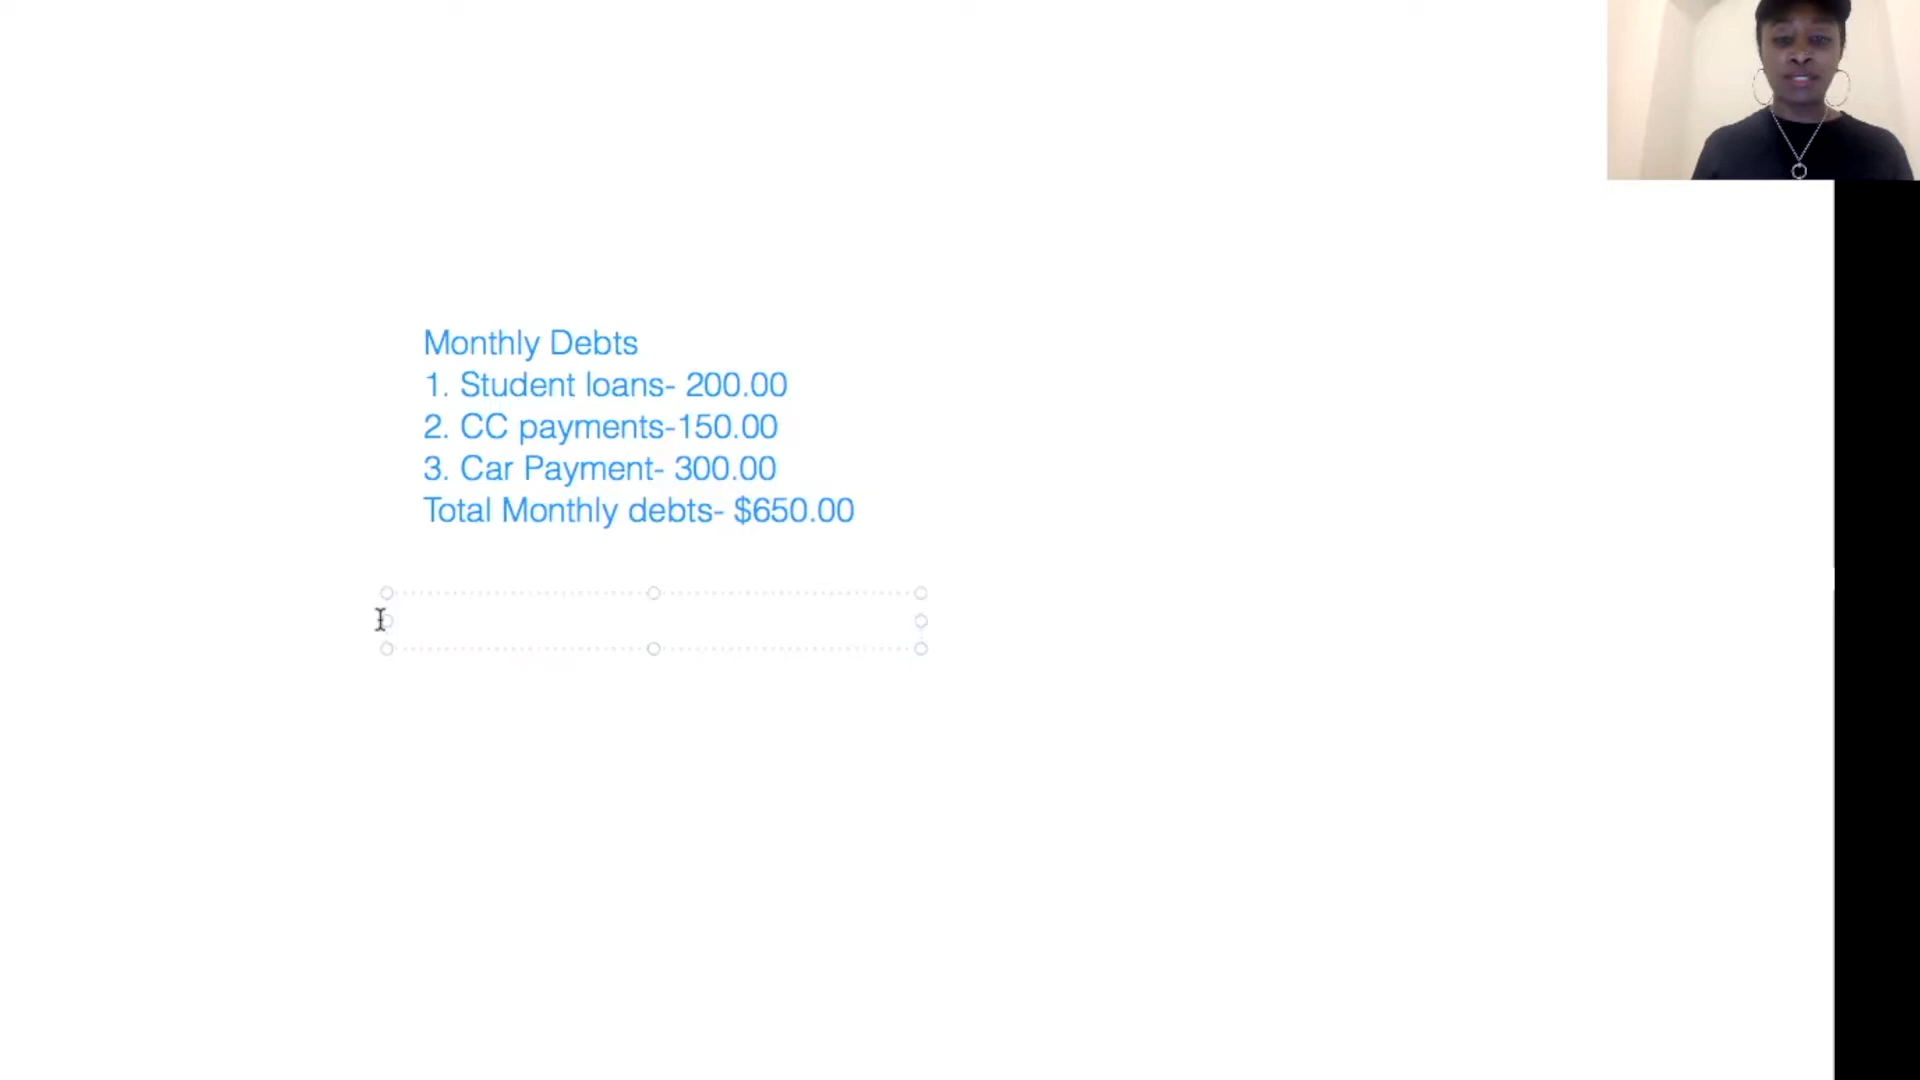 Monthly Debts
1. Student loans- 200.00
2. CC payments-150.00
3. Car Payment- 300.00
Total Monthly debts- $650.00